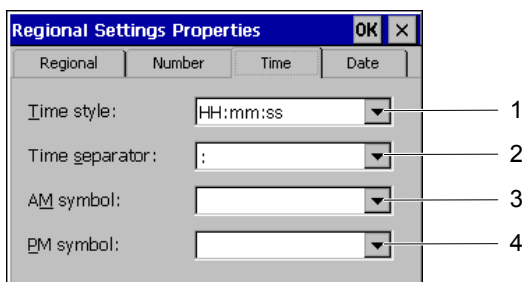 Regional Settings Properties OK ×
Regional Number Time Date
Time style: HH:mm:ss 1
Time separator: : 2
AM symbol: 3
PM symbol: 4